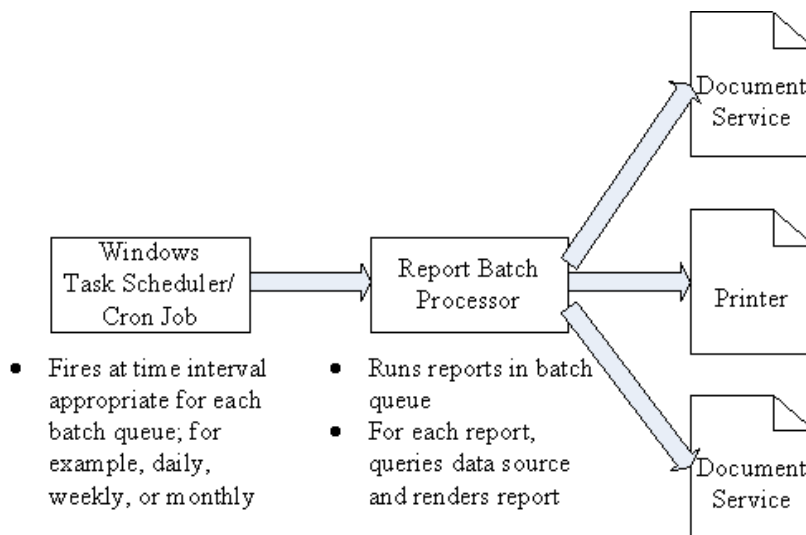 Document
Service
Windows
Task Scheduler/
Cron Job
Report Batch
Processor
Printer
● Fires at time interval
appropriate for each
batch queue; for
example, daily,
weekly, or monthly
● Runs reports in batch
queue
● For each report,
queries data source
and renders report
Document
Service